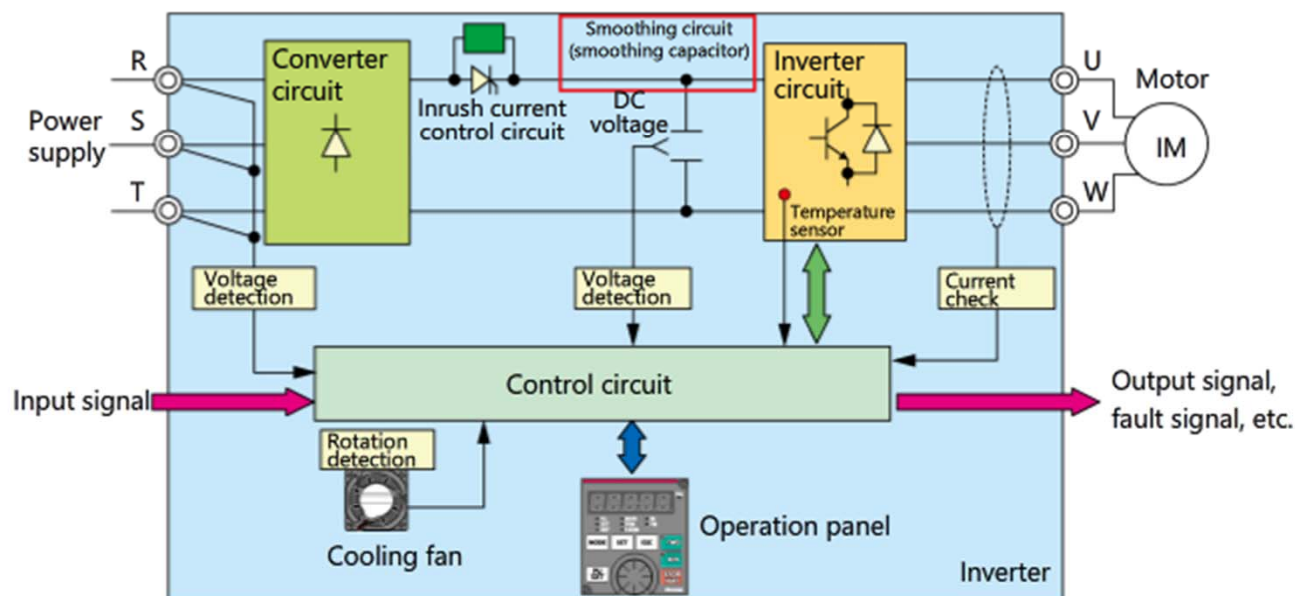 Smoothing circuit
(smoothing capacitor)
R
Converter
circuit
Inverter
circuit
U
Motor
Inrush current
control circuit
DC
voltage
Power
supply
S
V
IM
T
W
Temperature
sensor
Voltage
detection
Voltage
detection
Current
check
Input signal
Control circuit
Output signal,
fault signal, etc.
Rotation
detection
Cooling fan
Operation panel
MODE
SET
Inverter